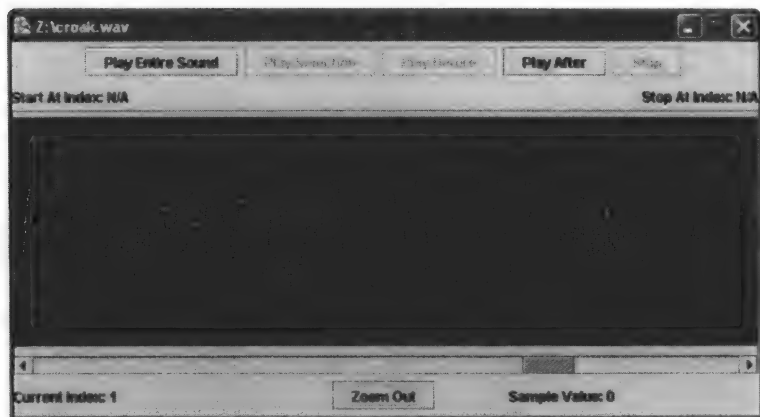 Z:\croak.wav
Play Entire Sound Play After
Start At Index: N/A Stop At Index: N/A
Current Index: 1 Zoom Out Sample Value: 0